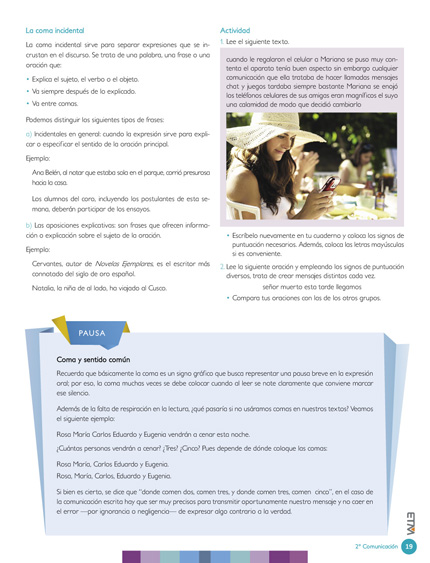 La coma incidental
La coma incidental sirve para separar expresiones que se in-
crustan en el discurso. Se trata de una palabra, una frase o una
oración que:
• Explica el sujeto, el verbo o el objeto.
• Va siempre después de lo explicado.
• Va entre comas.
Podemos distinguir los siguientes tipos de frases:
a) Incidentales en general: cuando la expresión sirve para expli-
car o especificar el sentido de la oración principal.
Ejemplo:
Ana Belén, al notar que estaba sola en el parque, corrió presurosa
hacia la casa.
Los alumnos del coro, incluyendo los postulantes de esta se-
mana, deberán participar de los ensayos.
b) Las aposiciones explicativas: son frases que ofrecen informa-
ción o explicación sobre el sujeto de la oración.
Ejemplo:
Cervantes, autor de Novelas Ejemplares, es el escritor más
connotado del siglo de oro español.
Natalia, la niña de al lado, ha viajado al Cusco.
Actividad
1. Lee el siguiente texto.
cuando le regalaron el celular a Mariana se puso muy con-
tenta el aparato tenía buen aspecto sin embargo cualquier
comunicación que ella trataba de hacer llamadas mensajes
chat y juegos tardaba siempre bastante Mariana se enojó
los teléfonos celulares de sus amigas eran magníficos el suyo
una calamidad de modo que decidió cambiarlo
• Escríbelo nuevamente en tu cuaderno y coloca los signos de
puntuación necesarios. Además, coloca las letras mayúsculas
si es conveniente.
2. Lee la siguiente oración y empleando los signos de puntuación
diversos, trata de crear mensajes distintos cada vez.
señor muerto esta tarde llegamos
• Compara tus oraciones con las de los otros grupos.
PAUSA
Coma y sentido común
Recuerda que básicamente la coma es un signo gráfico que busca representar una pausa breve en la expresión
oral; por eso, la coma muchas veces se debe colocar cuando al leer se note claramente que conviene marcar
ese silencio.
Además de la falta de respiración en la lectura, ¿qué pasaría si no usáramos comas en nuestros textos? Veamos
el siguiente ejemplo:
Rosa María Carlos Eduardo y Eugenia vendrán a cenar esta noche.
¿Cuántas personas vendrán a cenar? ¿Tres? ¿Cinco? Pues depende de dónde coloque las comas:
Rosa María, Carlos Eduardo y Eugenia.
Rosa, María, Carlos, Eduardo y Eugenia.
Si bien es cierto, se dice que "donde comen dos, comen tres, y donde comen tres, comen cinco", en el caso de
la comunicación escrita hay que ser muy precisos para transmitir oportunamente nuestro mensaje y no caer en
el error —por ignorancia o negligencia— de expresar algo contrario a la verdad.
ETM
2° Comunicación 19